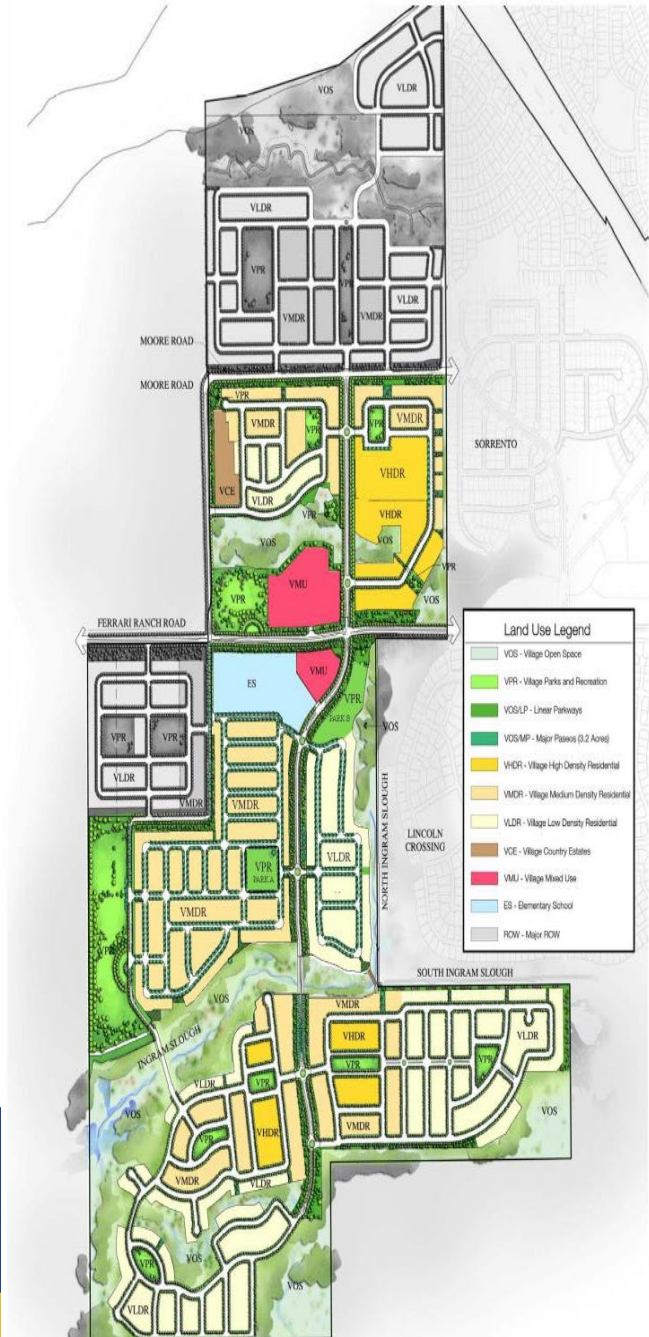 VOS
VLDR
VOS
VLDR
VPR
VPR
VLDR
VMDR
VMDR
MOORE ROAD
MOORE ROAD
VPR
VMDR
VPR
VPR
VMDR
SORRENTO
VCE
VHDR
VLDR
VPR
VHDR
VOS
VOS
VPR
VMU
VPR
VOS
FERRARI RANCH ROAD
ES
VMU
VPR
PARK B
VOS
VPR
VPR
VLDR
VMDR
VMDR
VLDR
VPR
PARK A
VMDR
VPR
NORTH INGRAM SLOUGH
LINCOLN
CROSSING
Land Use Legend
VOS - Village Open Space
VPR - Village Parks and Recreation
VOS/LP - Linear Parkways
VOS/MP - Major Paseos (3.2 Acres)
VHDR - Village High Density Residential
VMDR - Village Medium Density Residential
VLDR - Village Low Density Residential
VCE - Village Country Estates
VMU - Village Mixed Use
ES - Elementary School
ROW - Major ROW
SOUTH INGRAM SLOUGH
VOS
VMDR
INGRAM SLOUGH
VHDR
VLDR
VLDR
VPR
VPR
VPR
VOS
VOS
VPR
VHDR
VMDR
VMDR
VLDR
VOS
VPR
VOS
VLDR